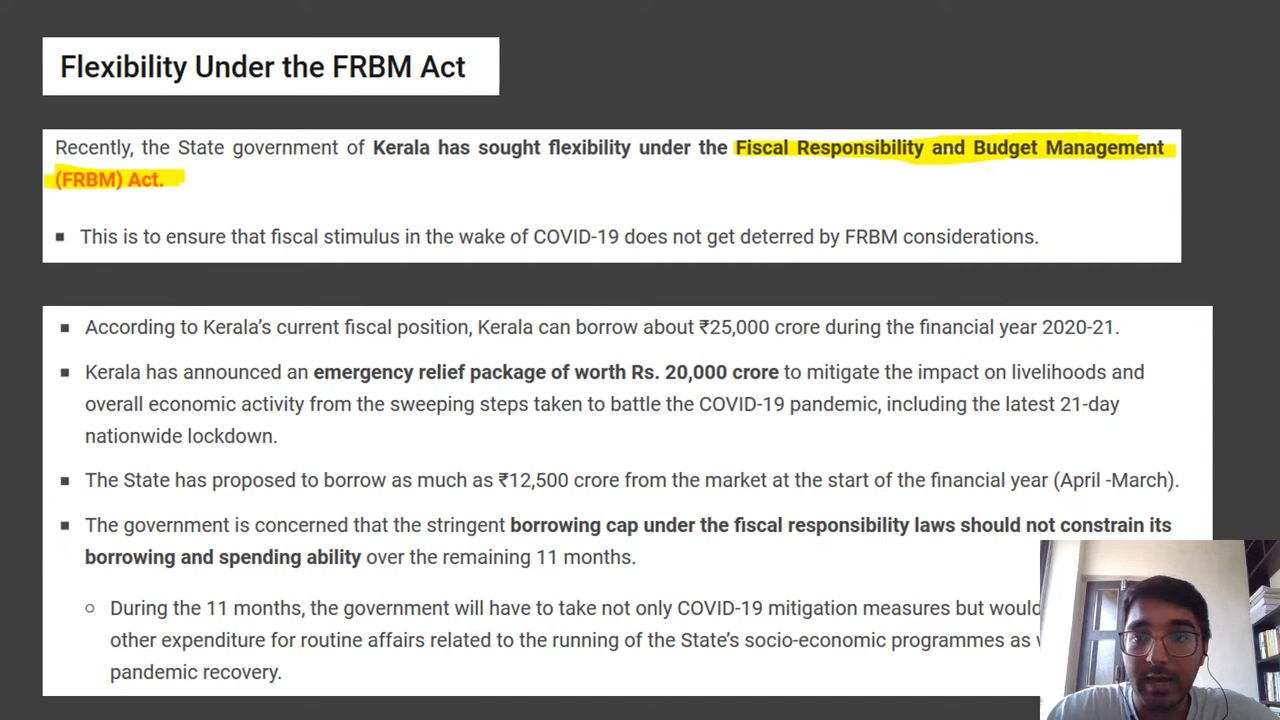 Flexibility Under the FRBM Act
Recently, the State government of Kerala has sought flexibility under the Fiscal Responsibility and Budget Management
(FRBM) Act.
▪ This is to ensure that fiscal stimulus in the wake of COVID-19 does not get deterred by FRBM considerations.
▪ According to Kerala's current fiscal position, Kerala can borrow about ₹25,000 crore during the financial year 2020-21.
▪ Kerala has announced an emergency relief package of worth Rs. 20,000 crore to mitigate the impact on livelihoods and
overall economic activity from the sweeping steps taken to battle the COVID-19 pandemic, including the latest 21-day
nationwide lockdown.
▪ The State has proposed to borrow as much as ₹12,500 crore from the market at the start of the financial year (April -March).
▪ The government is concerned that the stringent borrowing cap under the fiscal responsibility laws should not constrain its
borrowing and spending ability over the remaining 11 months.
○ During the 11 months, the government will have to take not only COVID-19 mitigation measures but would
other expenditure for routine affairs related to the running of the State's socio-economic programmes as
pandemic recovery.